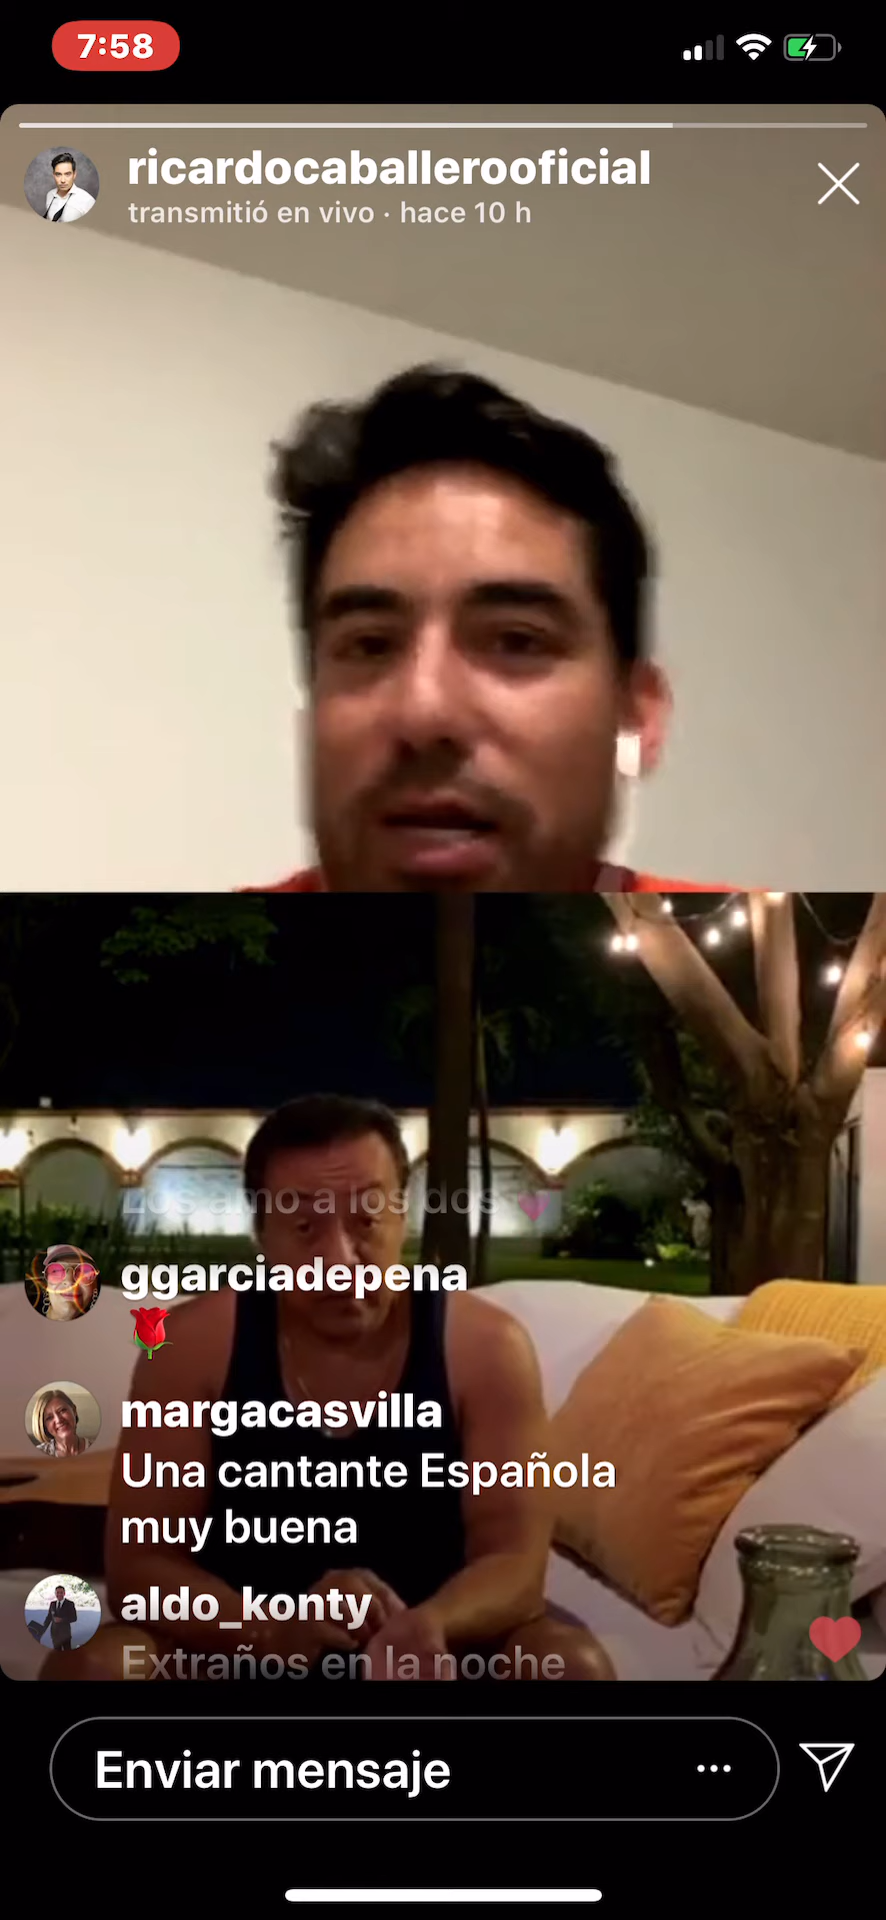 7:58
ricardocaballerooficial
transmitió en vivo · hace 10 h
Los amo a los dos 💗
ggarciadepena
🌹
margacasvilla
Una cantante Española
muy buena
aldo_konty
Extraños en la noche
Enviar mensaje